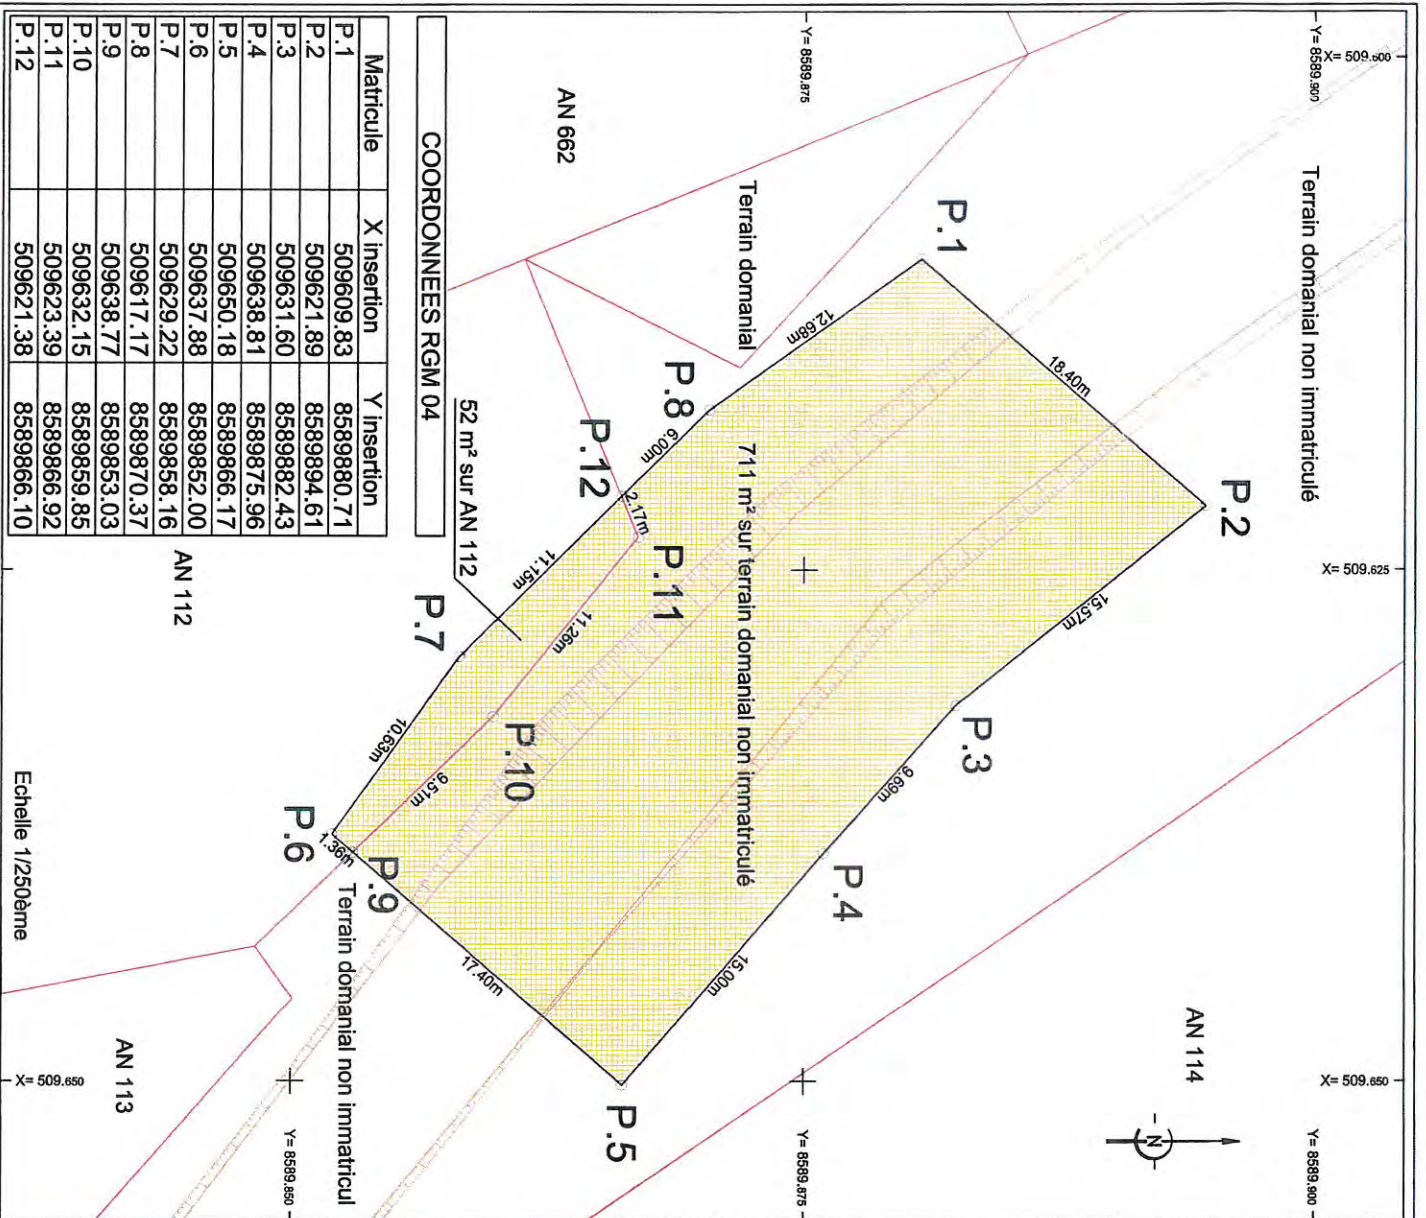 Y= 8589.900
X= 509.600
Terrain domanial non immatriculé
Y= 8589.875
AN 662
Terrain domanial
P.1
18.40m
P.2
12.68m
P.8
6.00m
P.12
2.17m
P.11
711 m² sur terrain domanial non immatriculé
15.57m
X= 509.625
P.3
9.69m
P.4
15.00m
P.5
17.40m
P.9
1.36m
P.6
10.63m
P.7
11.15m
11.26m
P.10
9.51m
52 m² sur AN 112
AN 112
AN 113
AN 114
Terrain domanial non immatricul
N
X= 509.650
X= 509.650
Y= 8589.850
Y= 8589.875
Y= 8589.900
Echelle 1/250ème
COORDONNEES RGM 04
Matricule X insertion Y insertion
P.1 509609.83 8589880.71
P.2 509621.89 8589894.61
P.3 509631.60 8589882.43
P.4 509638.81 8589875.96
P.5 509650.18 8589866.17
P.6 509637.88 8589852.00
P.7 509629.22 8589858.16
P.8 509617.17 8589870.37
P.9 509638.77 8589853.03
P.10 509632.15 8589859.85
P.11 509623.39 8589866.92
P.12 509621.38 8589866.10